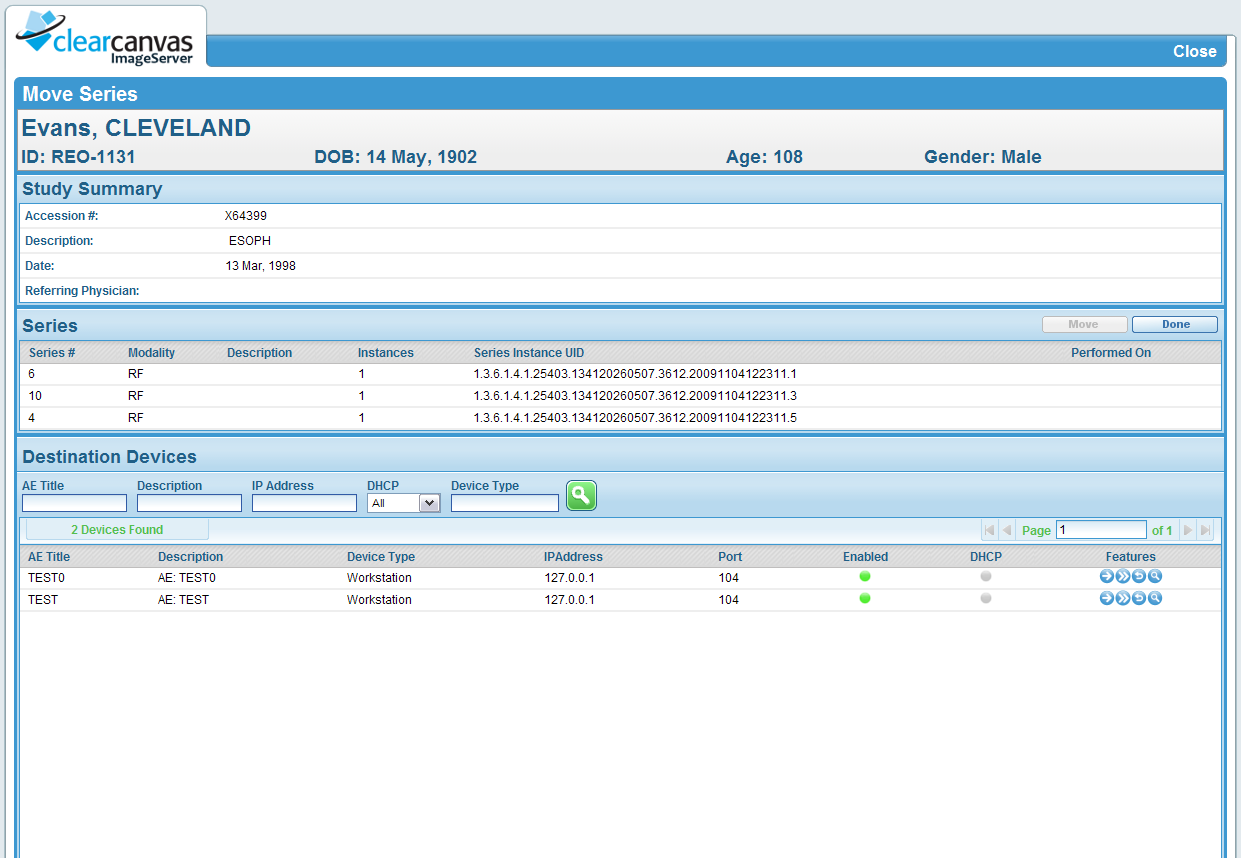 clearcanvas
ImageServer
Close
Move Series
Evans, CLEVELAND
ID: REO-1131 DOB: 14 May, 1902 Age: 108 Gender: Male
Study Summary
Accession #: X64399
Description: ESOPH
Date: 13 Mar, 1998
Referring Physician:
Series Move Done
Series # Modality Description Instances Series Instance UID Performed On
6 RF 1 1.3.6.1.4.1.25403.134120260507.3612.20091104122311.1
10 RF 1 1.3.6.1.4.1.25403.134120260507.3612.20091104122311.3
4 RF 1 1.3.6.1.4.1.25403.134120260507.3612.20091104122311.5
Destination Devices
AE Title Description IP Address DHCP Device Type
All
2 Devices Found Page 1 of 1
AE Title Description Device Type IPAddress Port Enabled DHCP Features
TEST0 AE: TEST0 Workstation 127.0.0.1 104
TEST AE: TEST Workstation 127.0.0.1 104